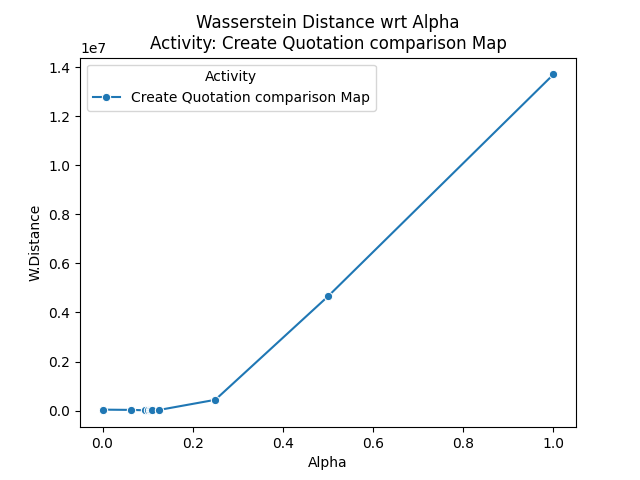 Wasserstein Distance wrt Alpha
Activity: Create Quotation comparison Map
1e7
Activity
Create Quotation comparison Map
1.4
1.2
1.0
0.8
0.6
0.4
0.2
0.0
W.Distance
0.0 0.2 0.4 0.6 0.8 1.0
Alpha